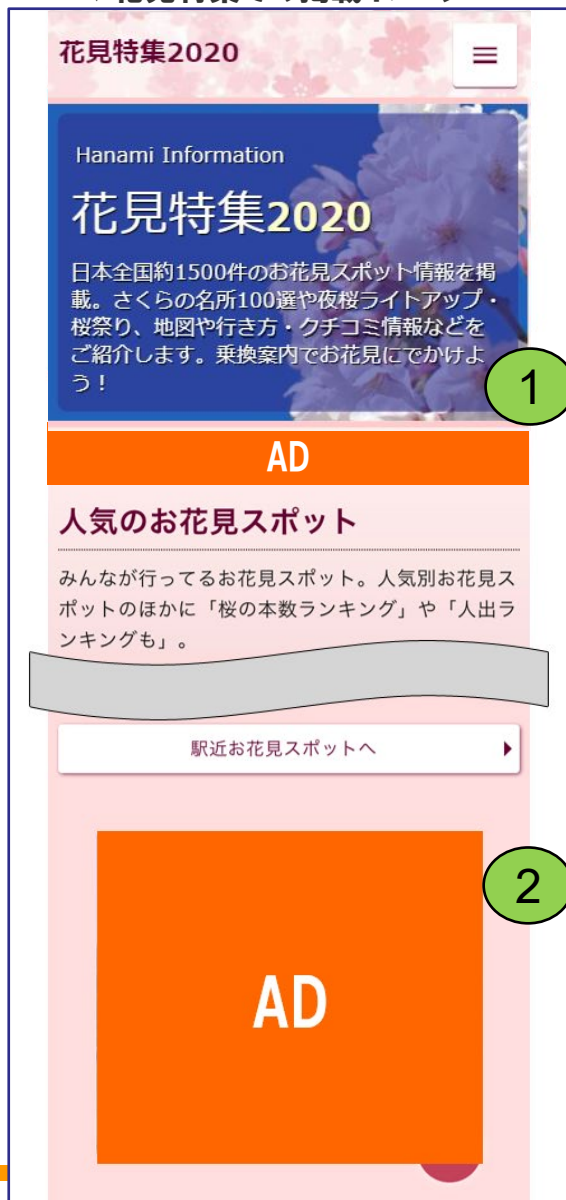 花見特集2020
Hanami Information
花見特集2020
日本全国約1500件のお花見スポット情報を掲
載。さくらの名所100選や夜桜ライトアップ・
桜祭り、地図や行き方・クチコミ情報などを
ご紹介します。乗換案内でお花見にでかけよ
う！
1
AD
人気のお花見スポット
みんなが行ってるお花見スポット。人気別お花見ス
ポットのほかに「桜の本数ランキング」や「人出ラ
ンキングも」。
駅近お花見スポットへ
2
AD